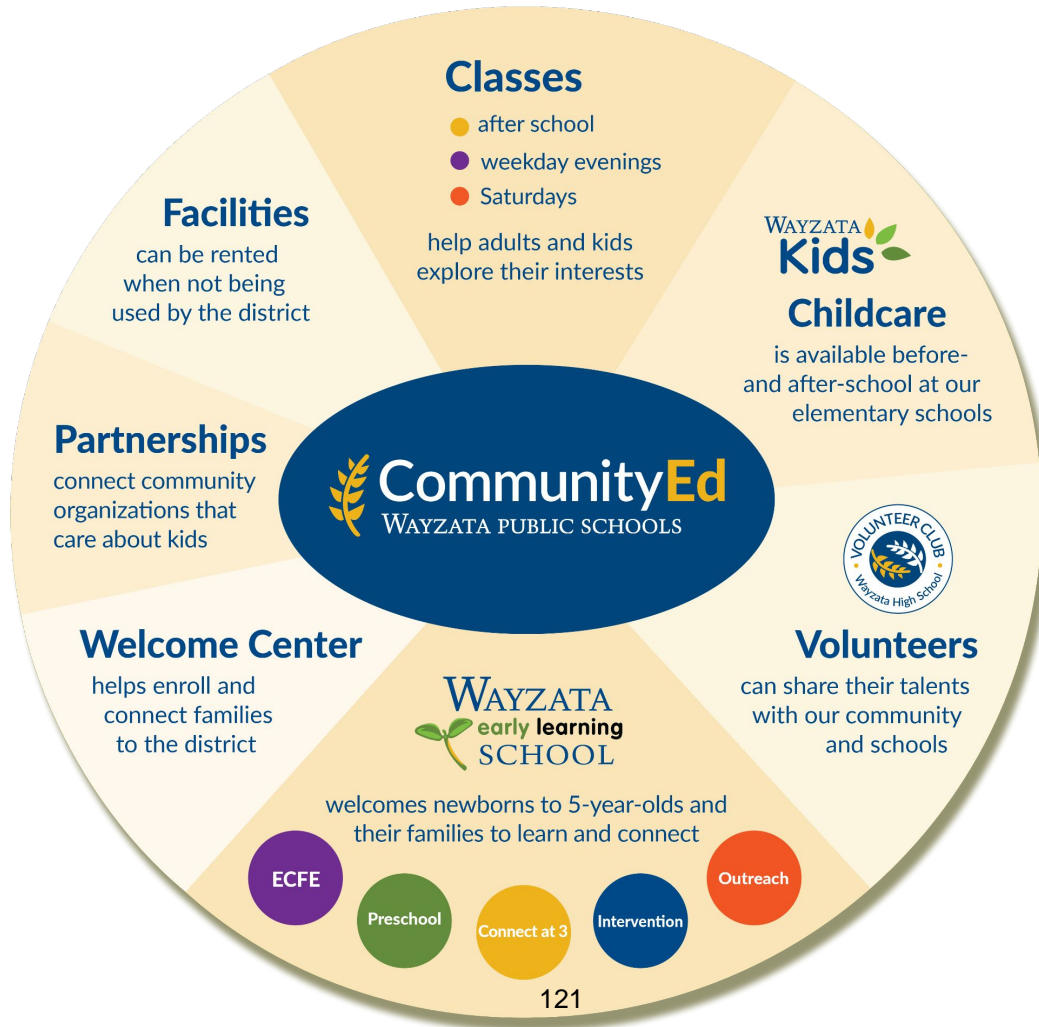 Classes
after school
weekday evenings
Saturdays
help adults and kids
explore their interests
WAYZATA
Kids
Childcare
is available before-
and after-school at our
elementary schools
VOLUNTEER CLUB
Wayzata High School
Volunteers
can share their talents
with our community
and schools
WAYZATA
early learning
SCHOOL
welcomes newborns to 5-year-olds and
their families to learn and connect
ECFE
Preschool
Connect at 3
Intervention
Outreach
Welcome Center
helps enroll and
connect families
to the district
Partnerships
connect community
organizations that
care about kids
Facilities
can be rented
when not being
used by the district
CommunityEd
WAYZATA PUBLIC SCHOOLS
121